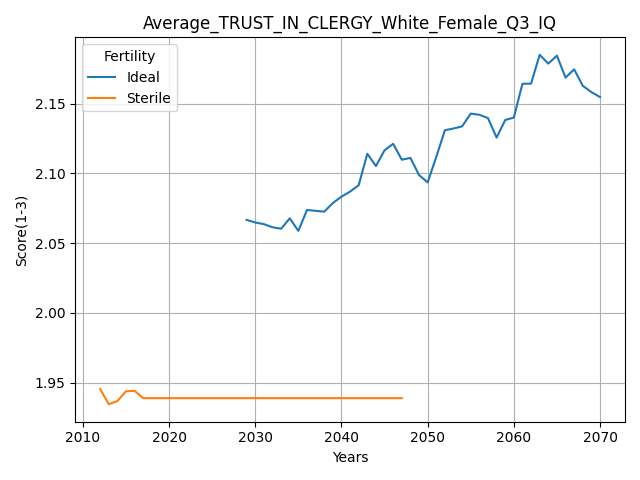 Average_TRUST_IN_CLERGY_White_Female_Q3_IQ
Fertility
Ideal
Sterile
Score(1-3)
2.15
2.10
2.05
2.00
1.95
2010 2020 2030 2040 2050 2060 2070
Years